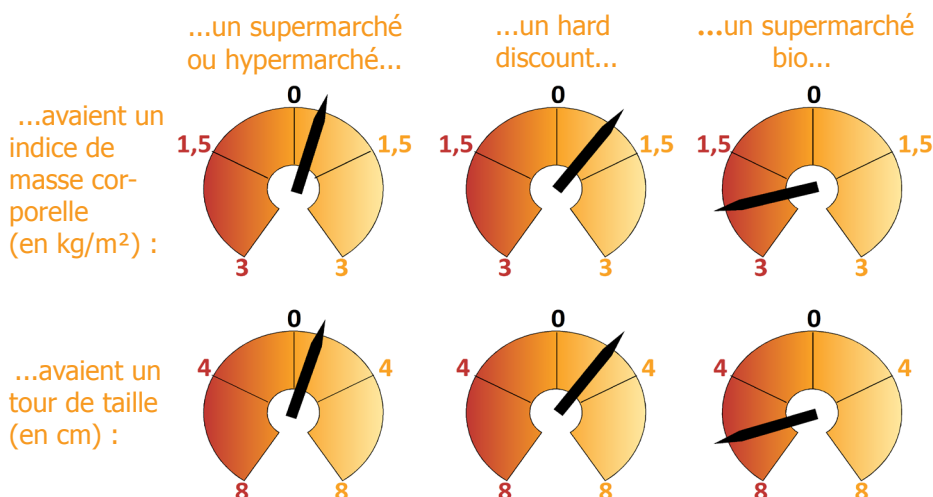 ...un supermarché
ou hypermarché...
...un hard
discount...
...un supermarché
bio...
...avaient un
indice de
masse cor-
porelle
(en kg/m²) :
0
1,5
1,5
3
3
0
1,5
1,5
3
3
0
1,5
1,5
3
3
...avaient un
tour de taille
(en cm) :
0
4
4
8
8
0
4
4
8
8
0
4
4
8
8